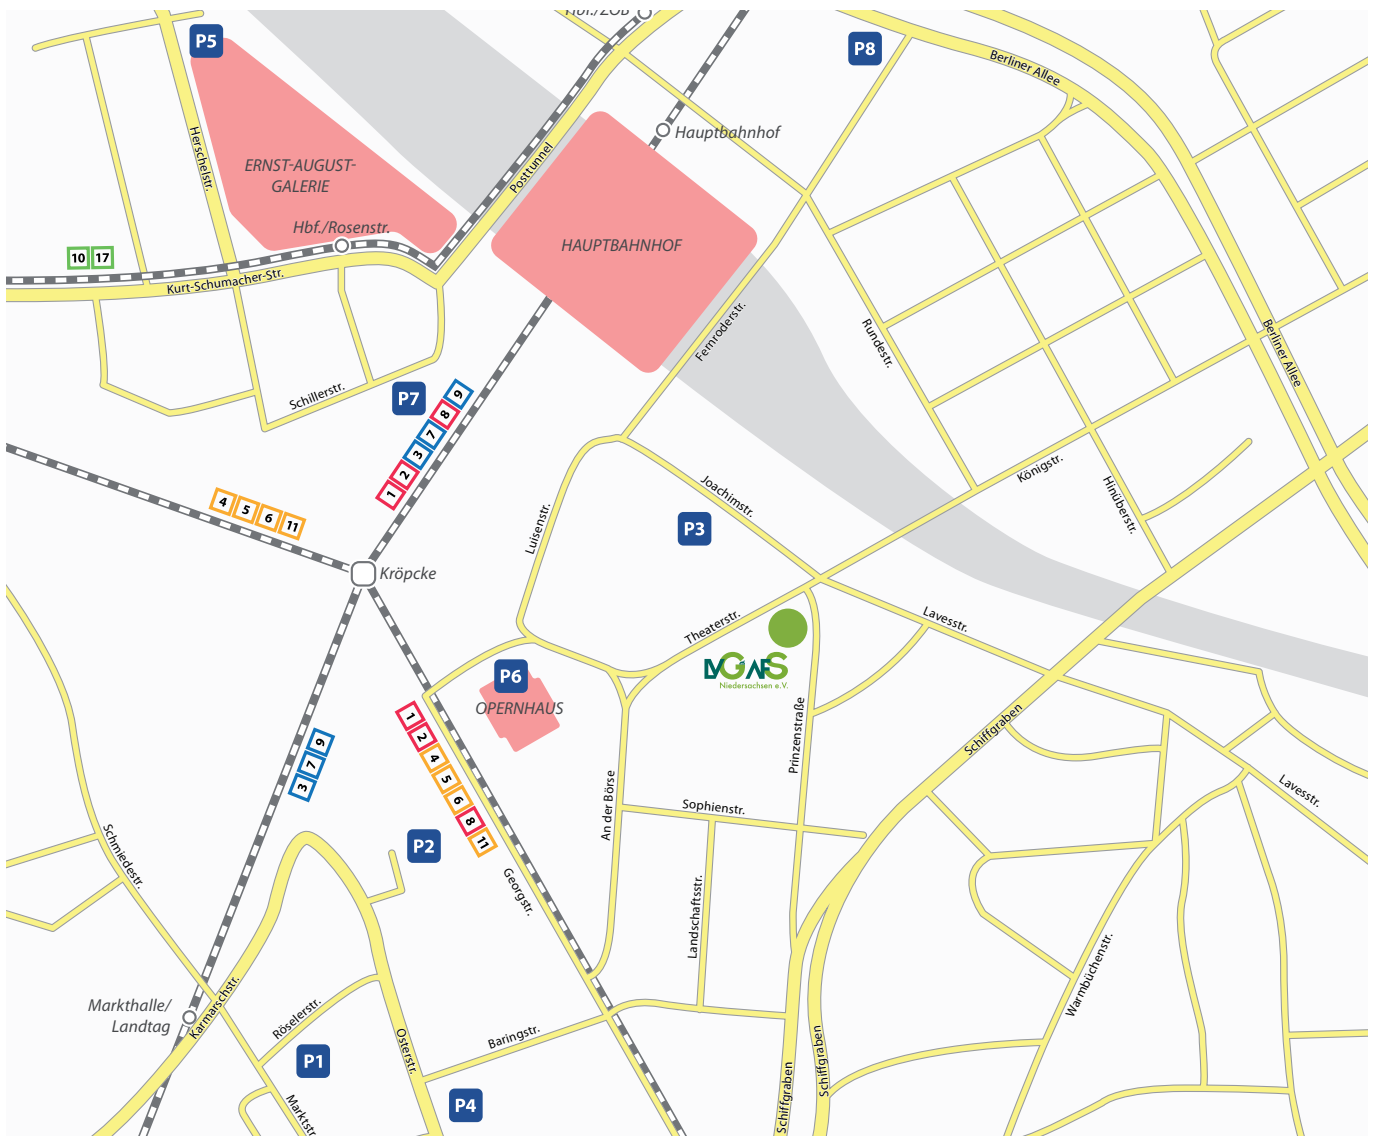 Hbf./ZOB
P5
P8
Berliner Allee
Hauptbahnhof
Herschelstr.
Posttunnel
ERNST-AUGUST-
GALERIE
Hbf./Rosenstr.
HAUPTBAHNHOF
10 17
Kurt-Schumacher-Str.
Fernroderstr.
Rundestr.
Berliner Allee
Schillerstr.
P7
1 2 3 7 8 9
Königstr.
Hinüberstr.
Joachimstr.
4 5 6 11
Luisenstr.
P3
Kröpcke
Theaterstr.
Lavesstr.
LVG & AFS
Niedersachsen e.V.
P6
OPERNHAUS
Prinzenstraße
Schiffgraben
1 2 4 5 6 8 11
3 7 9
An der Börse
Sophienstr.
Lavesstr.
Schmiedestr.
P2
Georgstr.
Landschaftsstr.
Warmbüchenstr.
Markthalle/
Landtag
Karmarschstr.
Röselerstr.
Osterstr.
Baringstr.
P1
Schiffgraben
Schiffgraben
P4
Marktstr